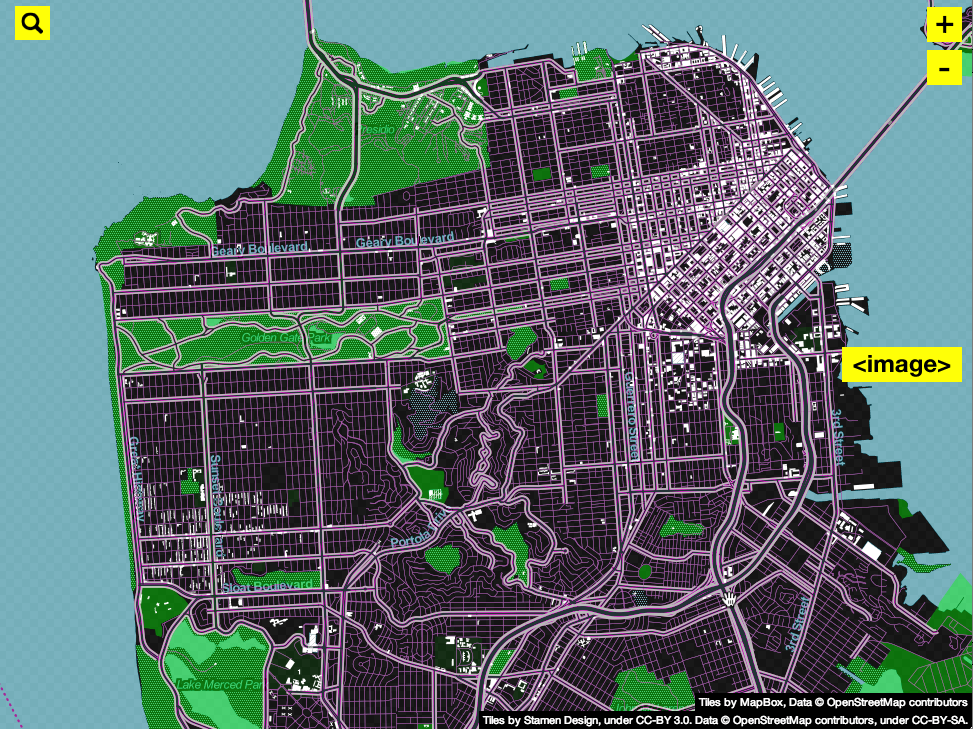 +
-
Presidio
Geary Boulevard
Geary Boulevard
Golden Gate Park
<image>
Guerrero Street
3rd Street
Great Highway
Sunset Boulevard
Portola Drive
Sloat Boulevard
3rd Street
Lake Merced Park
Tiles by MapBox, Data © OpenStreetMap contributors
Tiles by Stamen Design, under CC-BY 3.0. Data © OpenStreetMap contributors, under CC-BY-SA.